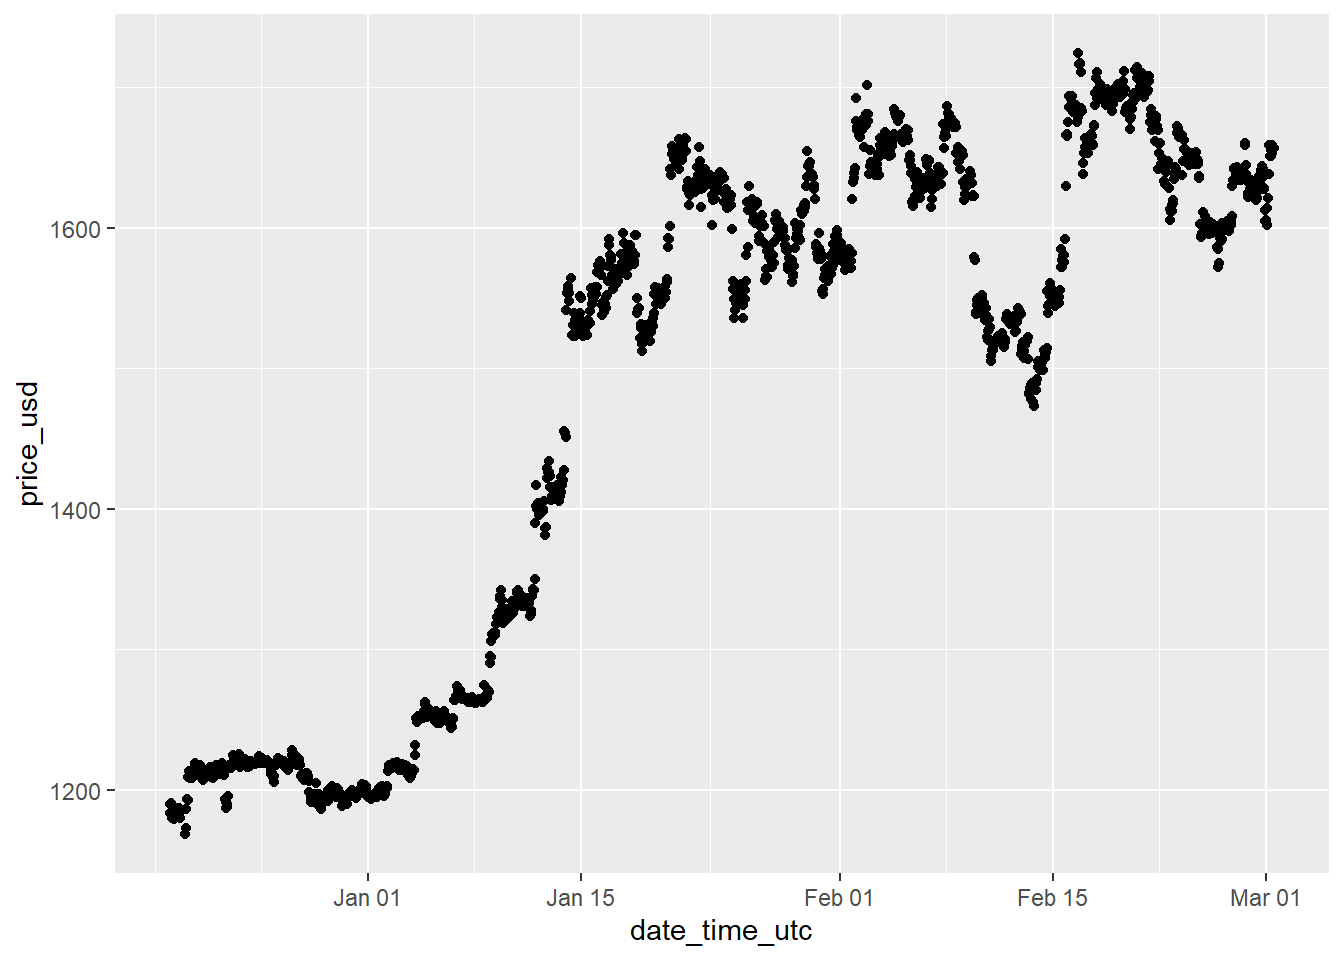 price_usd
1600
1400
1200
Jan 01
Jan 15
Feb 01
Feb 15
Mar 01
date_time_utc